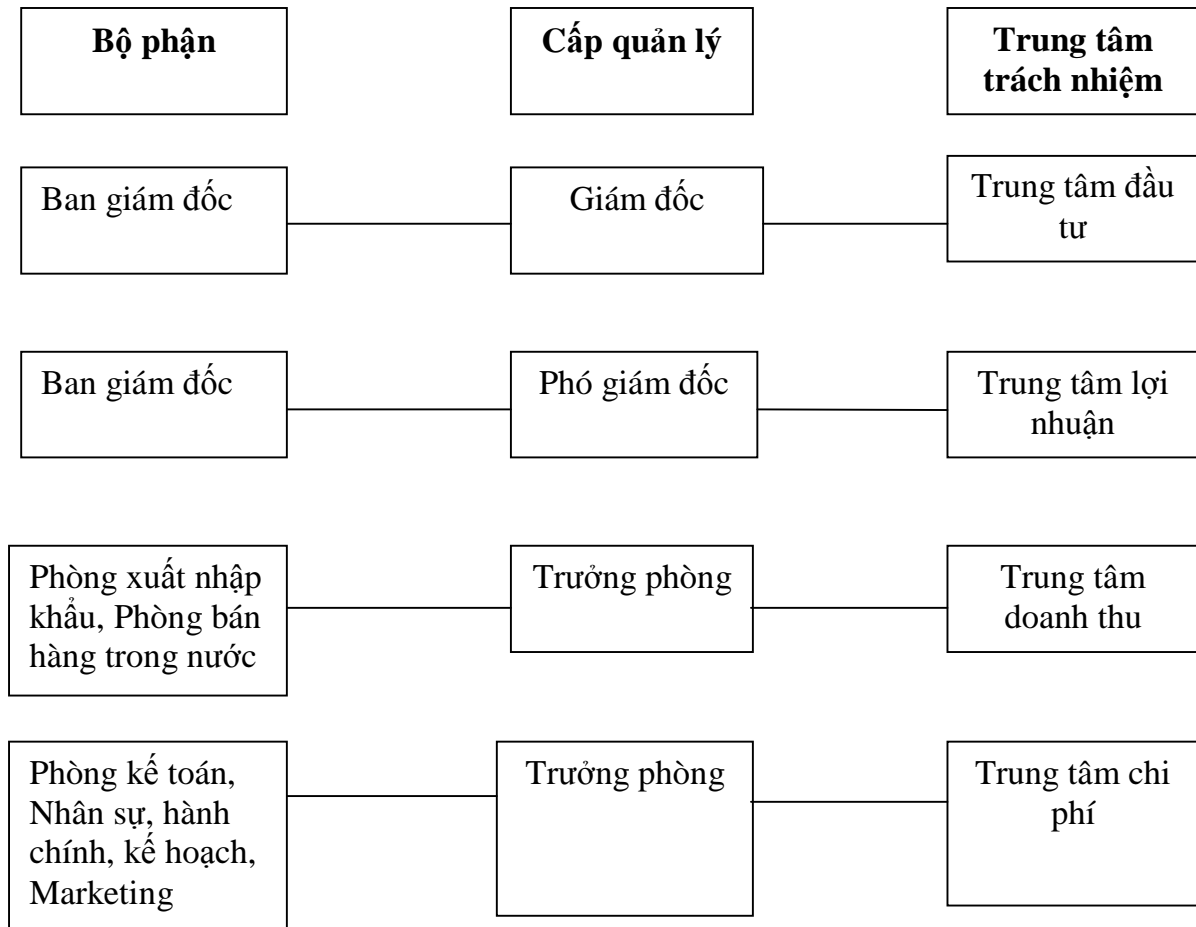 Bộ phận
Cấp quản lý
Trung tâm
trách nhiệm
Ban giám đốc
Giám đốc
Trung tâm đầu
tư
Ban giám đốc
Phó giám đốc
Trung tâm lợi
nhuận
Phòng xuất nhập
khẩu, Phòng bán
hàng trong nước
Trưởng phòng
Trung tâm
doanh thu
Phòng kế toán,
Nhân sự, hành
chính, kế hoạch,
Marketing
Trưởng phòng
Trung tâm chi
phí